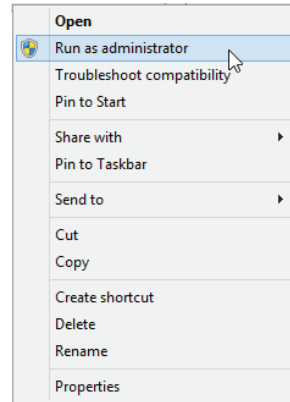 Open
Run as administrator
Troubleshoot compatibility
Pin to Start
Share with
Pin to Taskbar
Send to
Cut
Copy
Create shortcut
Delete
Rename
Properties